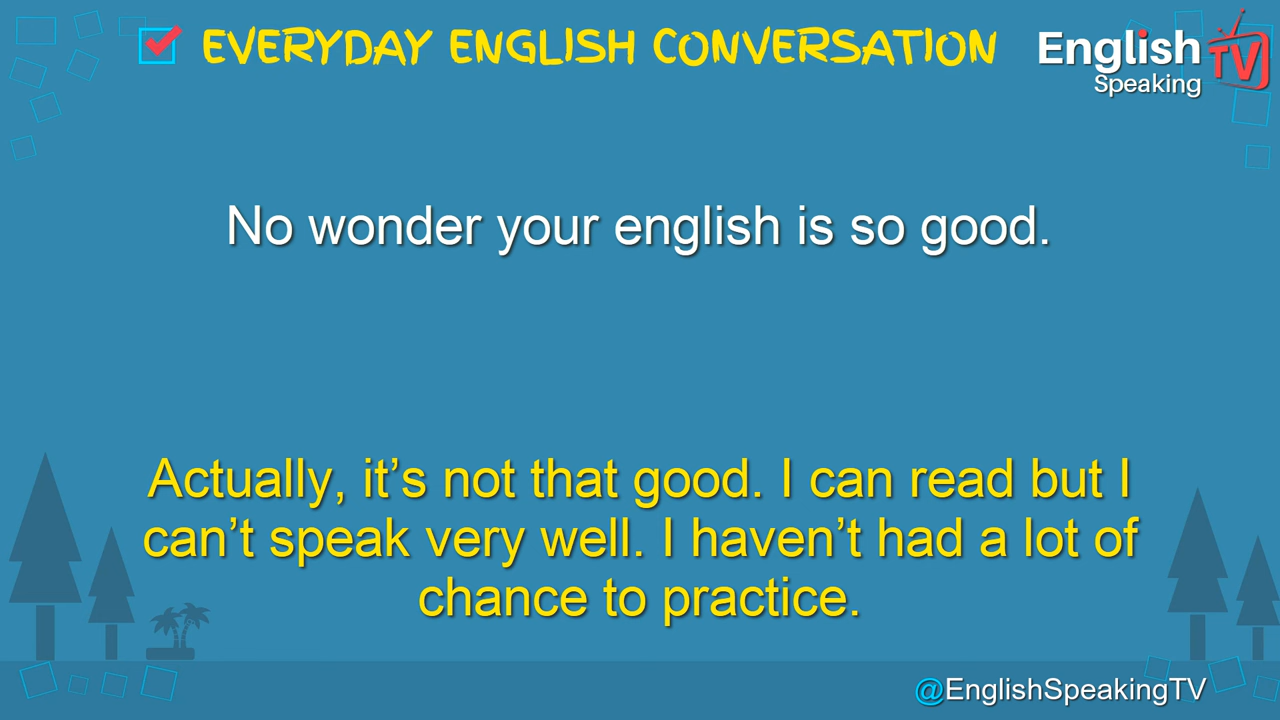 EVERYDAY ENGLISH CONVERSATION
English
Speaking
TV
No wonder your english is so good.
Actually, it’s not that good. I can read but I
can’t speak very well. I haven’t had a lot of
chance to practice.
@EnglishSpeakingTV